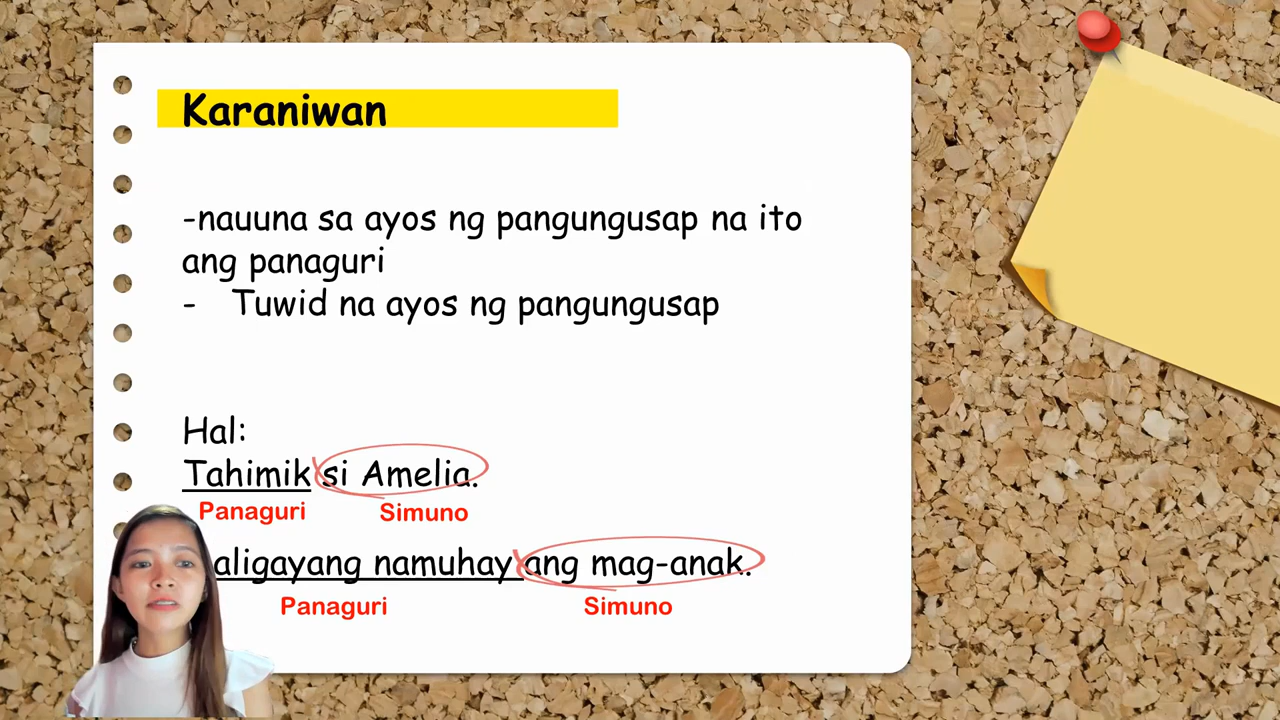 Karaniwan
-nauuna sa ayos ng pangungusap na ito
ang panaguri
- Tuwid na ayos ng pangungusap
Hal:
Tahimik si Amelia.
Panaguri Simuno
aligayang namuhay ang mag-anak.
Panaguri Simuno